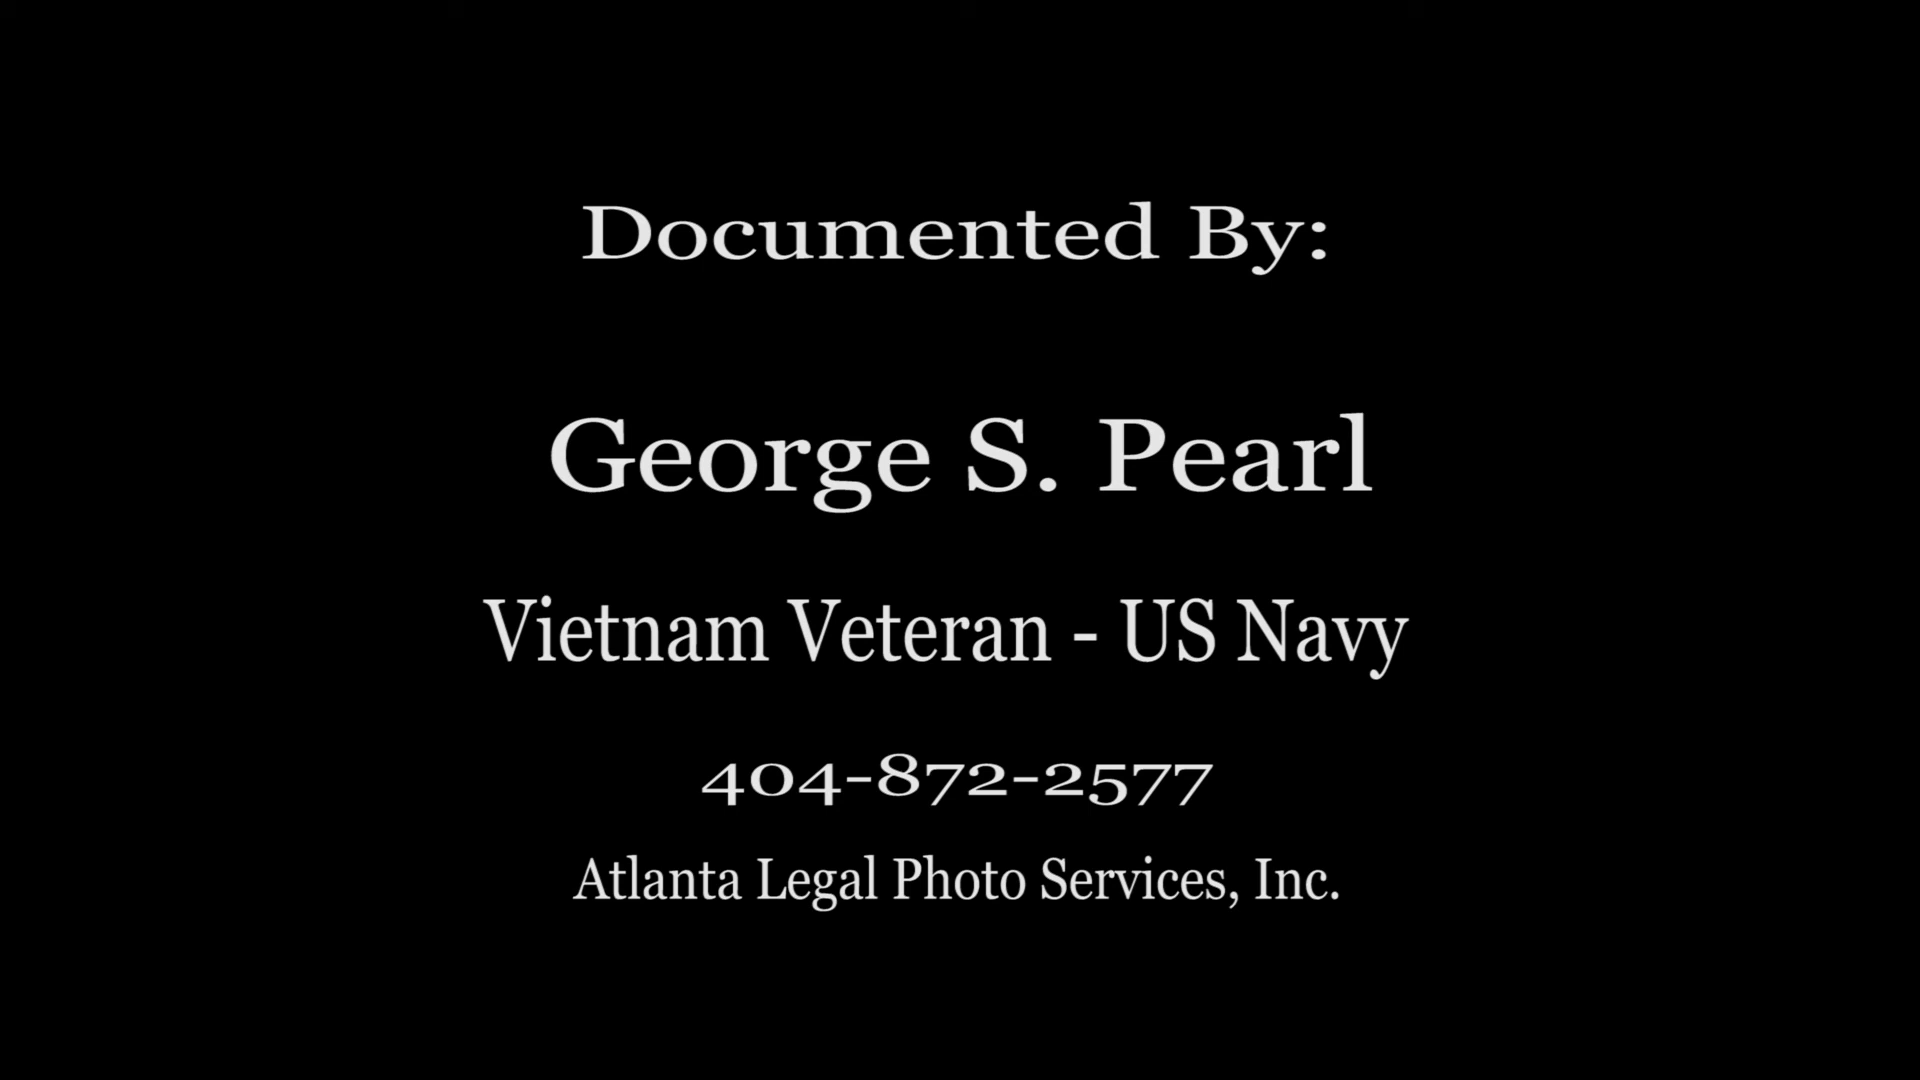 Documented By:
George S. Pearl
Vietnam Veteran - US Navy
404-872-2577
Atlanta Legal Photo Services, Inc.